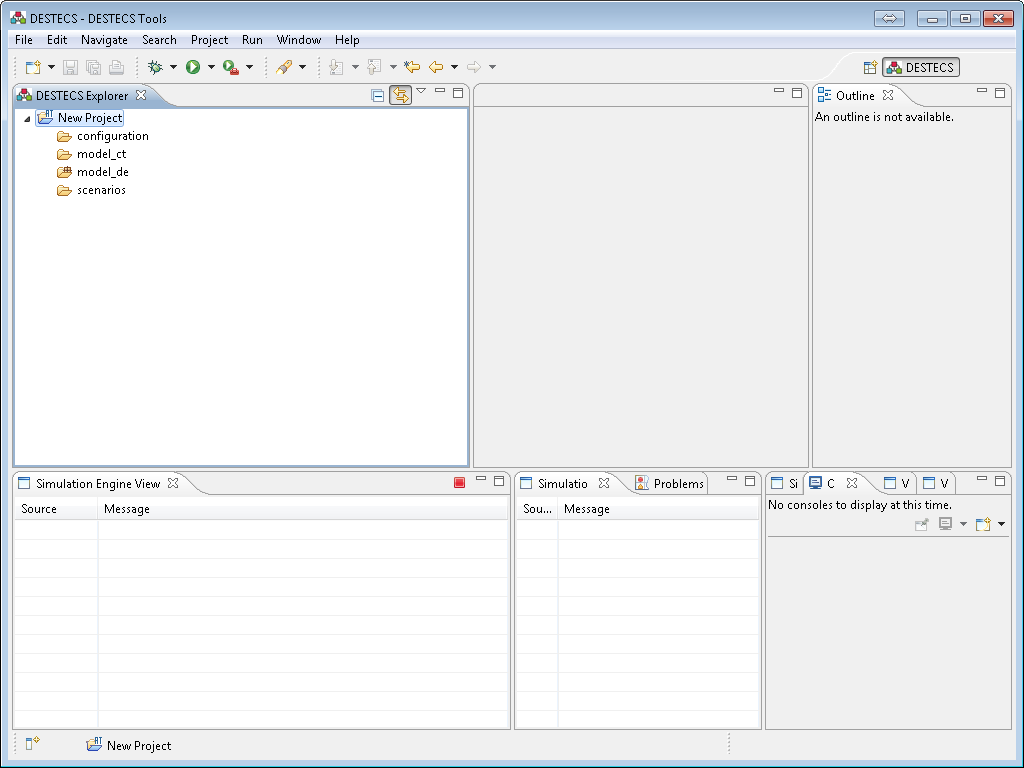 DESTECS - DESTECS Tools
File Edit Navigate Search Project Run Window Help
DESTECS
DESTECS Explorer
New Project
configuration
model_ct
model_de
scenarios
Outline
An outline is not available.
Simulation Engine View
Source Message
Simulatio Problems
Sou... Message
Si C V V
No consoles to display at this time.
New Project